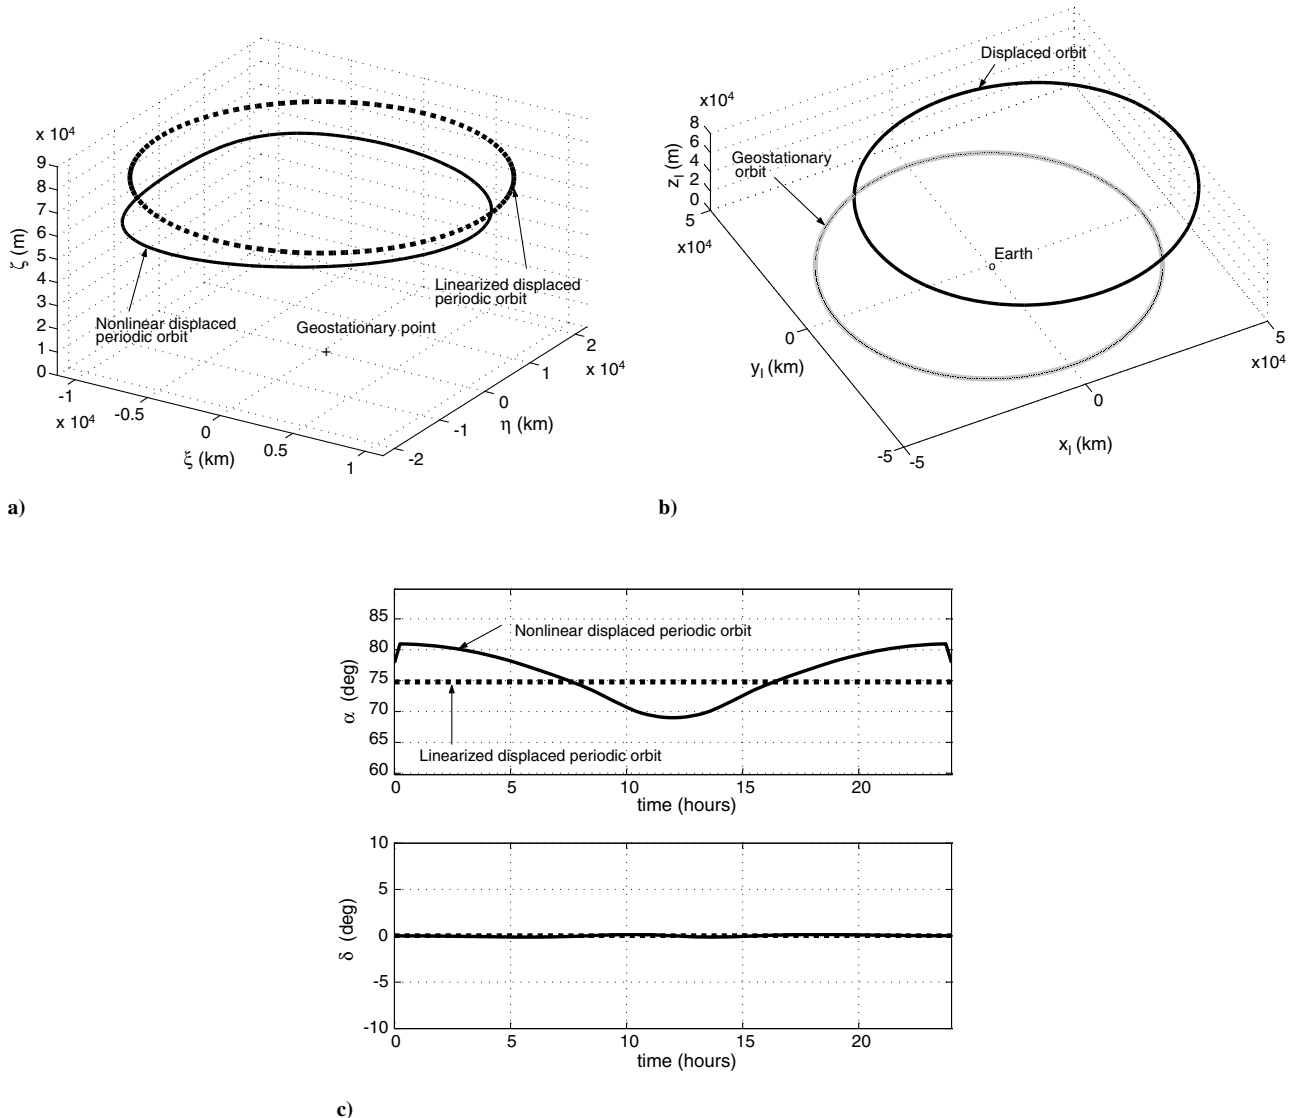 x 10⁴
9
8
7
6
5
4
3
2
1
0
ζ (m)
Nonlinear displaced
periodic orbit
Geostationary point
+
Linearized displaced
periodic orbit
-1
-0.5
0
0.5
1
x 10⁴
ξ (km)
-2
-1
0
1
2
x 10⁴
η (km)
a)
Displaced orbit
x10⁴
8
6
4
2
0
z_I (m)
Geostationary
orbit
Earth
5
x10⁴
0
-5
y_I (km)
-5
0
5
x10⁴
x_I (km)
b)
85
80
75
70
65
60
α (deg)
Nonlinear displaced periodic orbit
Linearized displaced periodic orbit
0 5 10 15 20
time (hours)
10
5
0
-5
-10
δ (deg)
0 5 10 15 20
time (hours)
c)